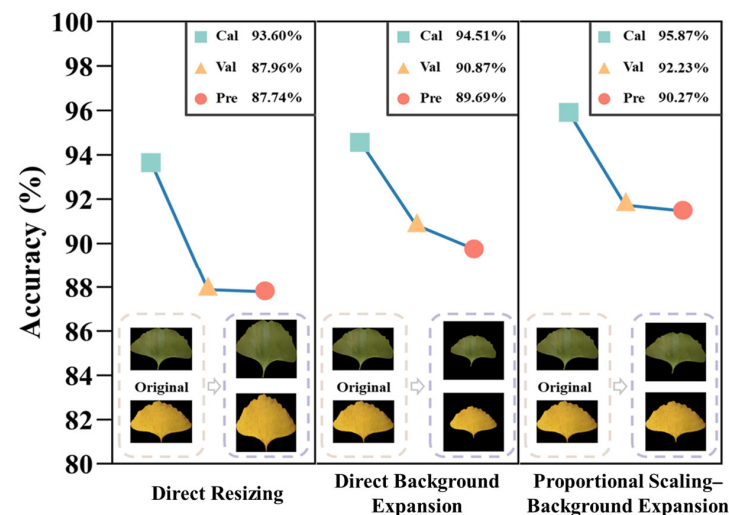 100
98
96
94
92
90
88
86
84
82
80
Accuracy (%)
Cal 93.60%
Val 87.96%
Pre 87.74%
Original
Direct Resizing
Cal 94.51%
Val 90.87%
Pre 89.69%
Original
Direct Background
Expansion
Cal 95.87%
Val 92.23%
Pre 90.27%
Original
Proportional Scaling–
Background Expansion